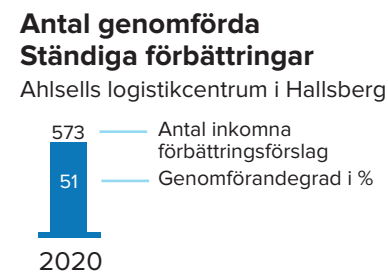 Antal genomförda
Ständiga förbättringar
Ahlsells logistikcentrum i Hallsberg
573
Antal inkomna
förbättringsförslag
51
Genomförandegrad i %
2020